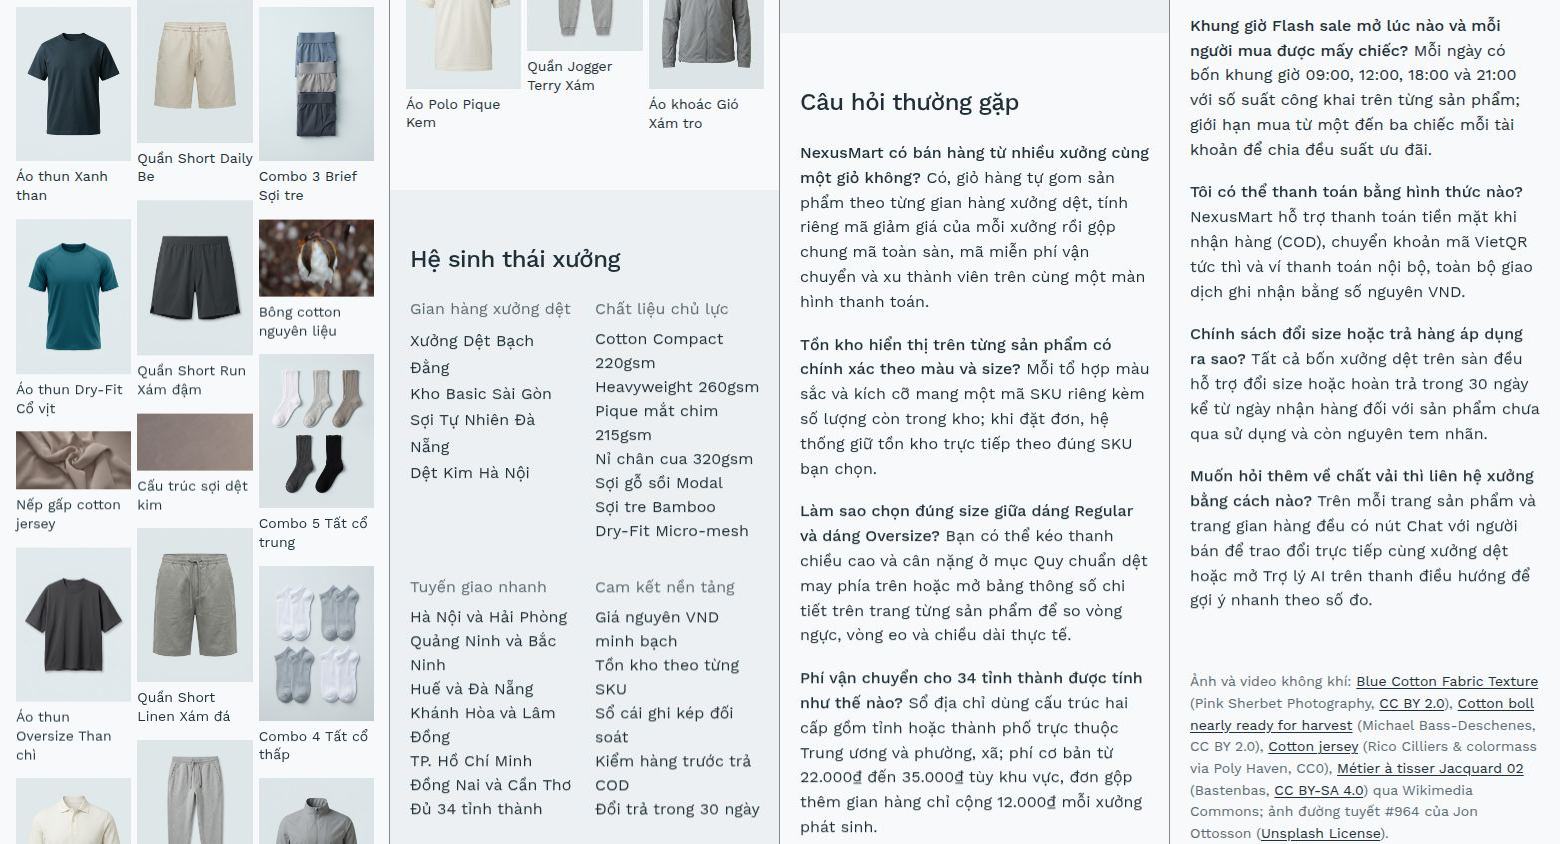 Áo thun Xanh
than
Áo thun Dry-Fit
Cổ vịt
Nếp gấp cotton
jersey
Áo thun
Oversize Than
chì
Quần Short Daily
Be
Quần Short Run
Xám đậm
Cấu trúc sợi dệt
kim
Quần Short
Linen Xám đá
Combo 3 Brief
Sợi tre
Bông cotton
nguyên liệu
Combo 5 Tất cổ
trung
Combo 4 Tất cổ
thấp
Áo Polo Pique
Kem
Quần Jogger
Terry Xám
Áo khoác Gió
Xám tro
Hệ sinh thái xưởng
Gian hàng xưởng dệt
Xưởng Dệt Bạch
Đằng
Kho Basic Sài Gòn
Sợi Tự Nhiên Đà
Nẵng
Dệt Kim Hà Nội
Chất liệu chủ lực
Cotton Compact
220gsm
Heavyweight 260gsm
Pique mắt chim
215gsm
Nỉ chân cua 320gsm
Sợi gỗ sồi Modal
Sợi tre Bamboo
Dry-Fit Micro-mesh
Tuyến giao nhanh
Hà Nội và Hải Phòng
Quảng Ninh và Bắc
Ninh
Huế và Đà Nẵng
Khánh Hòa và Lâm
Đồng
TP. Hồ Chí Minh
Đồng Nai và Cần Thơ
Đủ 34 tỉnh thành
Cam kết nền tảng
Giá nguyên VND
minh bạch
Tồn kho theo từng
SKU
Sổ cái ghi kép đối
soát
Kiểm hàng trước trả
COD
Đổi trả trong 30 ngày
Câu hỏi thường gặp
NexusMart có bán hàng từ nhiều xưởng cùng
một giỏ không? Có, giỏ hàng tự gom sản
phẩm theo từng gian hàng xưởng dệt, tính
riêng mã giảm giá của mỗi xưởng rồi gộp
chung mã toàn sàn, mã miễn phí vận
chuyển và xu thành viên trên cùng một màn
hình thanh toán.
Tồn kho hiển thị trên từng sản phẩm có
chính xác theo màu và size? Mỗi tổ hợp màu
sắc và kích cỡ mang một mã SKU riêng kèm
số lượng còn trong kho; khi đặt đơn, hệ
thống giữ tồn kho trực tiếp theo đúng SKU
bạn chọn.
Làm sao chọn đúng size giữa dáng Regular
và dáng Oversize? Bạn có thể kéo thanh
chiều cao và cân nặng ở mục Quy chuẩn dệt
may phía trên hoặc mở bảng thông số chi
tiết trên trang từng sản phẩm để so vòng
ngực, vòng eo và chiều dài thực tế.
Phí vận chuyển cho 34 tỉnh thành được tính
như thế nào? Sổ địa chỉ dùng cấu trúc hai
cấp gồm tỉnh hoặc thành phố trực thuộc
Trung ương và phường, xã; phí cơ bản từ
22.000₫ đến 35.000₫ tùy khu vực, đơn gộp
thêm gian hàng chỉ cộng 12.000₫ mỗi xưởng
phát sinh.
Khung giờ Flash sale mở lúc nào và mỗi
người mua được mấy chiếc? Mỗi ngày có
bốn khung giờ 09:00, 12:00, 18:00 và 21:00
với số suất công khai trên từng sản phẩm;
giới hạn mua từ một đến ba chiếc mỗi tài
khoản để chia đều suất ưu đãi.
Tôi có thể thanh toán bằng hình thức nào?
NexusMart hỗ trợ thanh toán tiền mặt khi
nhận hàng (COD), chuyển khoản mã VietQR
tức thì và ví thanh toán nội bộ, toàn bộ giao
dịch ghi nhận bằng số nguyên VND.
Chính sách đổi size hoặc trả hàng áp dụng
ra sao? Tất cả bốn xưởng dệt trên sàn đều
hỗ trợ đổi size hoặc hoàn trả trong 30 ngày
kể từ ngày nhận hàng đối với sản phẩm chưa
qua sử dụng và còn nguyên tem nhãn.
Muốn hỏi thêm về chất vải thì liên hệ xưởng
bằng cách nào? Trên mỗi trang sản phẩm và
trang gian hàng đều có nút Chat với người
bán để trao đổi trực tiếp cùng xưởng dệt
hoặc mở Trợ lý AI trên thanh điều hướng để
gợi ý nhanh theo số đo.
Ảnh và video không khí: Blue Cotton Fabric Texture
(Pink Sherbet Photography, CC BY 2.0), Cotton boll
nearly ready for harvest (Michael Bass-Deschenes,
CC BY 2.0), Cotton jersey (Rico Cilliers & colormass
via Poly Haven, CC0), Métier à tisser Jacquard 02
(Bastenbas, CC BY-SA 4.0) qua Wikimedia
Commons; ảnh đường tuyết #964 của Jon
Ottosson (Unsplash License).